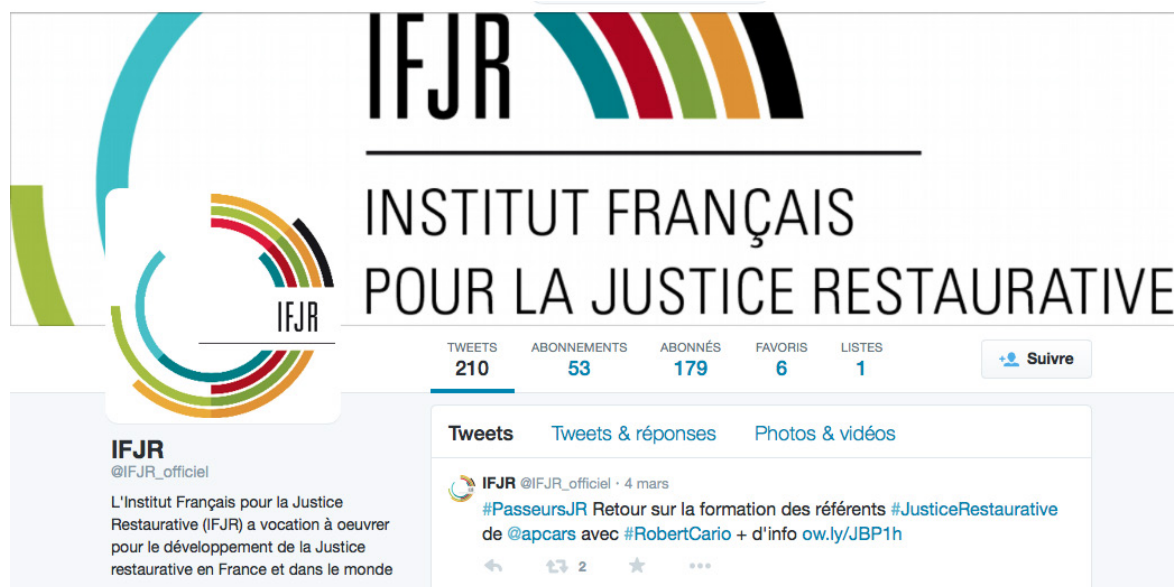 IFJR
INSTITUT FRANÇAIS
POUR LA JUSTICE RESTAURATIVE
IFJR
TWEETS ABONNEMENTS ABONNÉS FAVORIS LISTES
210 53 179 6 1
Suivre
IFJR
@IFJR_officiel
L'Institut Français pour la Justice
Restaurative (IFJR) a vocation à oeuvrer
pour le développement de la Justice
restaurative en France et dans le monde
Tweets Tweets & réponses Photos & vidéos
IFJR @IFJR_officiel · 4 mars
#PasseursJR Retour sur la formation des référents #JusticeRestaurative
de @apcars avec #RobertCario + d'info ow.ly/JBP1h
2